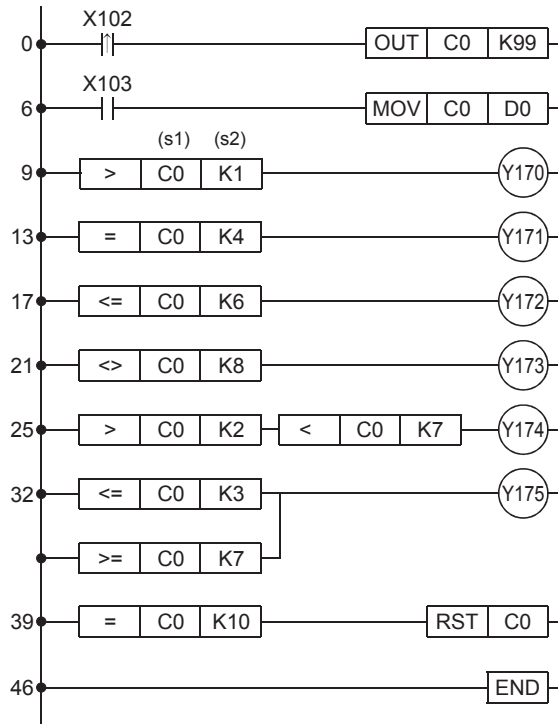 X102
0 OUT C0 K99
X103
6 MOV C0 D0
(s1) (s2)
9 > C0 K1 Y170
13 = C0 K4 Y171
17 <= C0 K6 Y172
21 <> C0 K8 Y173
25 > C0 K2 < C0 K7 Y174
32 <= C0 K3 Y175
>= C0 K7
39 = C0 K10 RST C0
46 END